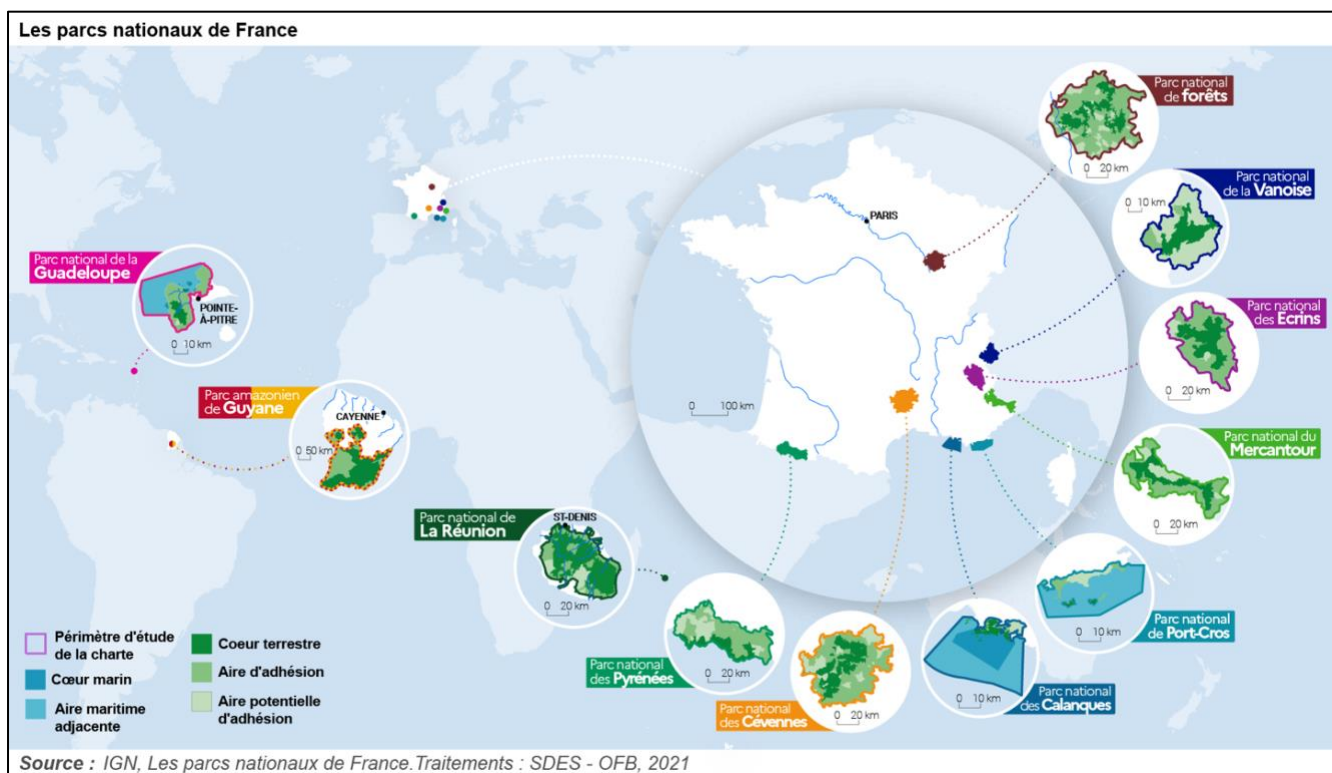 Les parcs nationaux de France
Parc national
de forêts
Parc national
de la Vanoise
Parc national
des Ecrins
Parc national du
Mercantour
Parc national
de Port-Cros
Parc national
des Calanques
Parc national
des Cévennes
Parc national
des Pyrénées
Parc national de
La Réunion
Parc amazonien
de Guyane
Parc national de la
Guadeloupe
PARIS
0 100 km
0 20 km
0 10 km
0 20 km
0 20 km
0 10 km
0 10 km
0 20 km
0 20 km
ST-DENIS
0 20 km
CAYENNE
0 50 km
POINTE-
À-PITRE
0 10 km
Périmètre d'étude
de la charte
Cœur marin
Aire maritime
adjacente
Coeur terrestre
Aire d'adhésion
Aire potentielle
d'adhésion
Source : IGN, Les parcs nationaux de France.Traitements : SDES - OFB, 2021